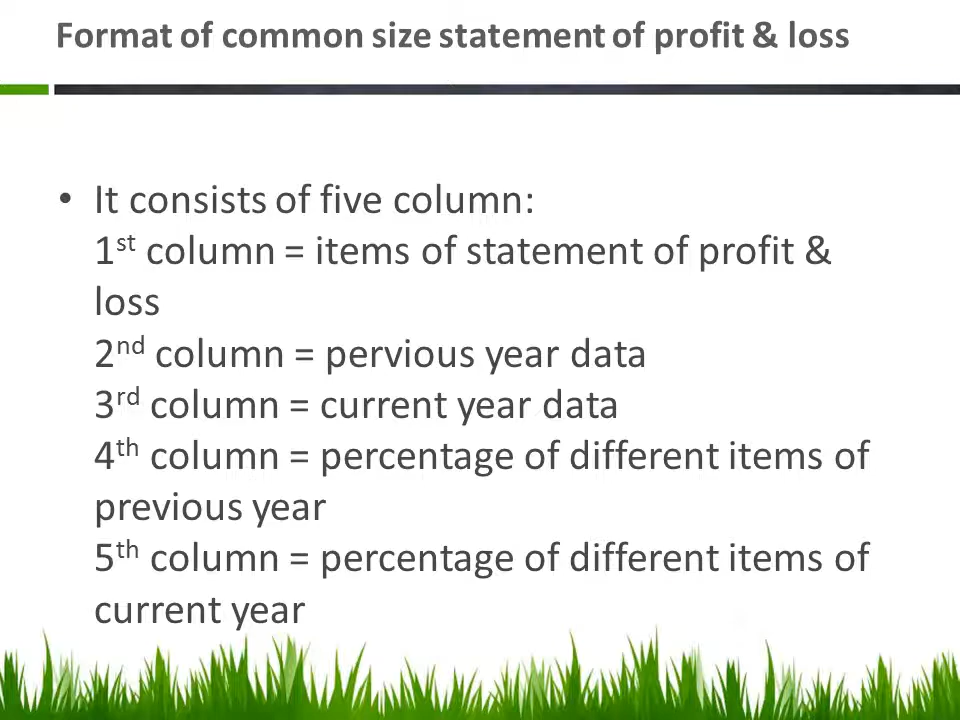 Format of common size statement of profit & loss
• It consists of five column:
1st column = items of statement of profit &
loss
2nd column = pervious year data
3rd column = current year data
4th column = percentage of different items of
previous year
5th column = percentage of different items of
current year